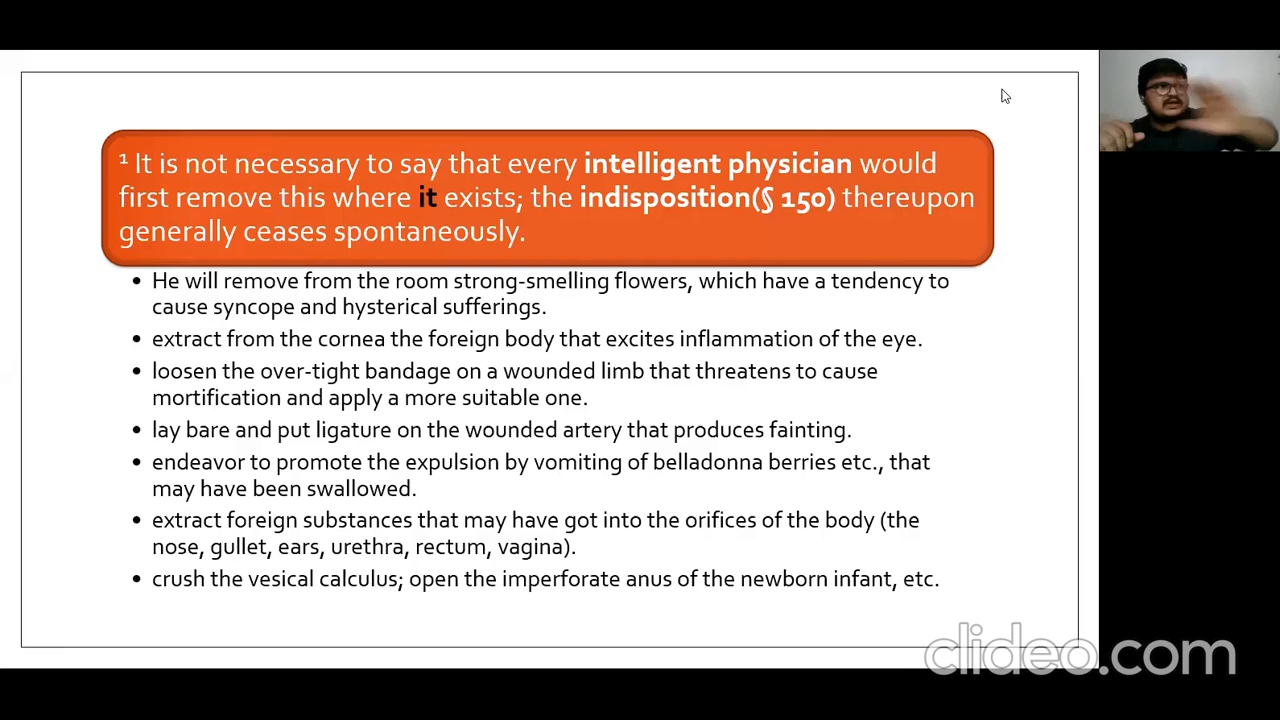 ¹ It is not necessary to say that every intelligent physician would
first remove this where it exists; the indisposition(§ 150) thereupon
generally ceases spontaneously.
• He will remove from the room strong-smelling flowers, which have a tendency to
cause syncope and hysterical sufferings.
• extract from the cornea the foreign body that excites inflammation of the eye.
• loosen the over-tight bandage on a wounded limb that threatens to cause
mortification and apply a more suitable one.
• lay bare and put ligature on the wounded artery that produces fainting.
• endeavor to promote the expulsion by vomiting of belladonna berries etc., that
may have been swallowed.
• extract foreign substances that may have got into the orifices of the body (the
nose, gullet, ears, urethra, rectum, vagina).
• crush the vesical calculus; open the imperforate anus of the newborn infant, etc.
clideo.com